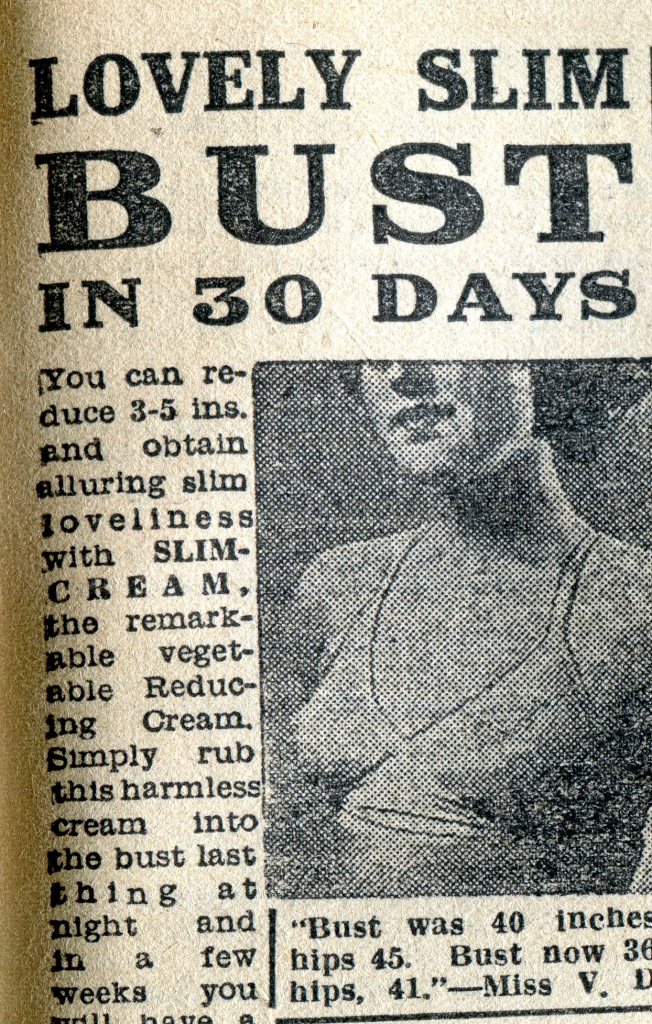 LOVELY SLIM
BUST
IN 30 DAYS
You can re-
duce 3-5 ins.
and obtain
alluring slim
loveliness
with SLIM-
CREAM,
the remark-
able veget-
able Reduc-
ing Cream.
Simply rub
this harmless
cream into
the bust last
thing at
night and
in a few
weeks you
will have a
"Bust was 40 inches
hips 45. Bust now 36
hips, 41."—Miss V. D